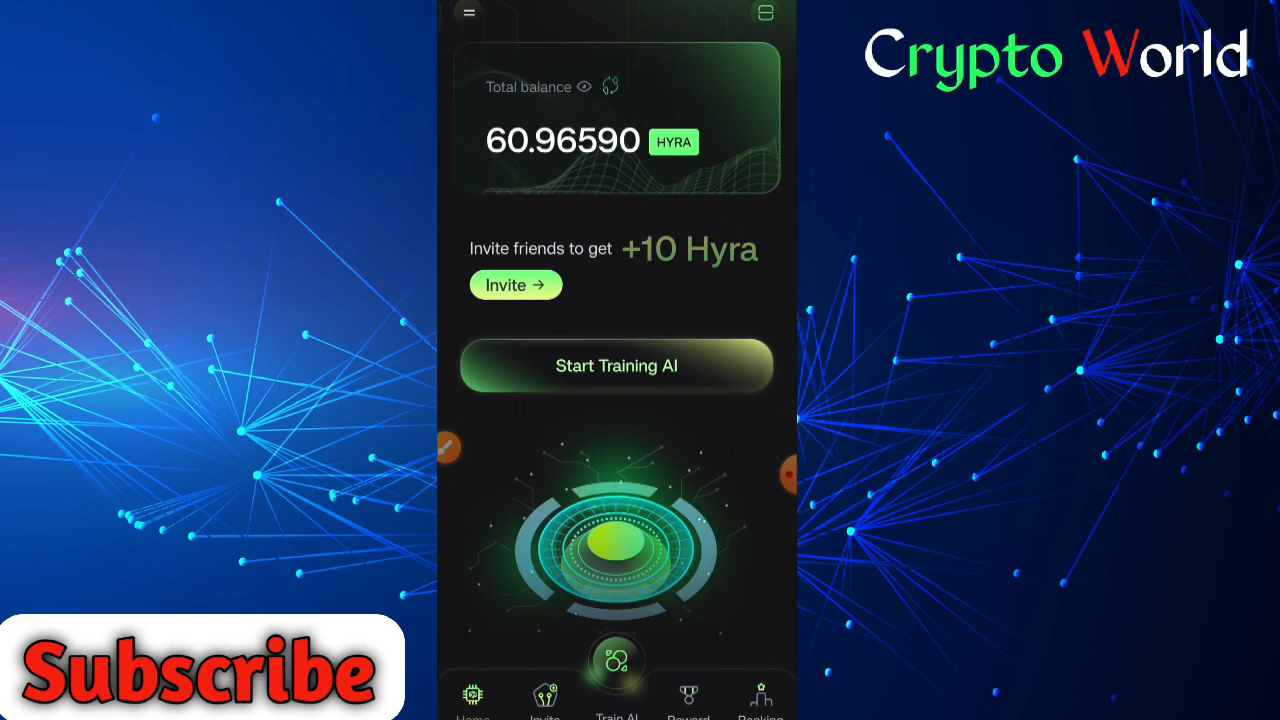 Crypto World
Total balance
60.96590 HYRA
Invite friends to get +10 Hyra
Invite →
Start Training AI
Home Invite Train AI Reward Ranking
Subscribe